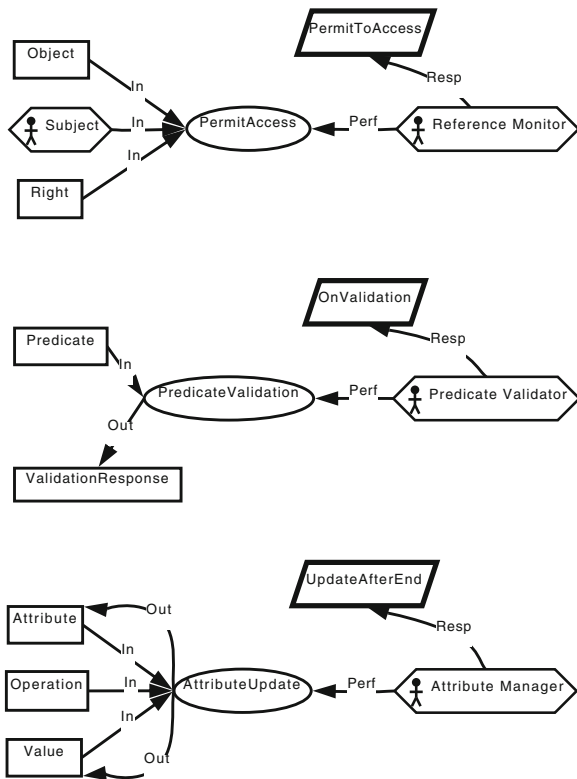 PermitToAccess
Object
In
Resp
Subject
In
PermitAccess
Perf
Reference Monitor
In
Right
OnValidation
Predicate
In
Resp
PredicateValidation
Perf
Predicate Validator
Out
ValidationResponse
UpdateAfterEnd
Attribute
Out
In
Resp
Operation
In
AttributeUpdate
Perf
Attribute Manager
In
Value
Out